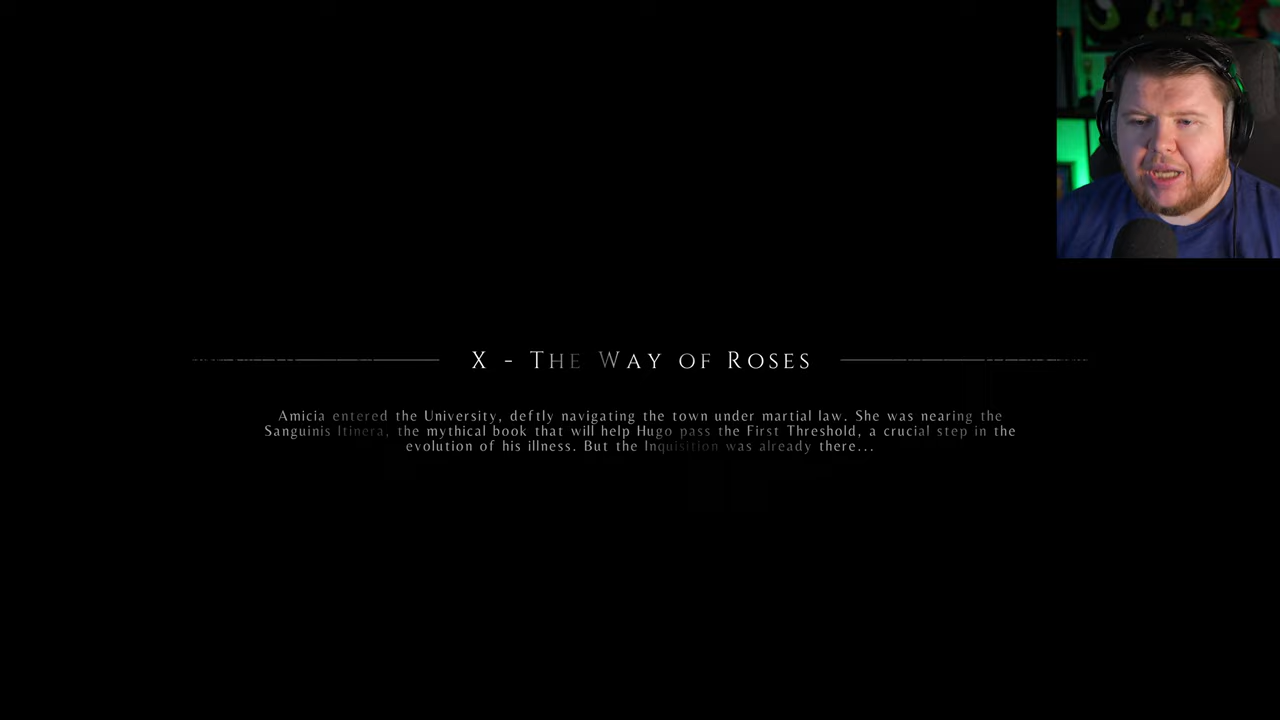 X - The Way of Roses
Amicia entered the University, deftly navigating the town under martial law. She was nearing the
Sanguinis Itinera, the mythical book that will help Hugo pass the First Threshold, a crucial step in the
evolution of his illness. But the Inquisition was already there...